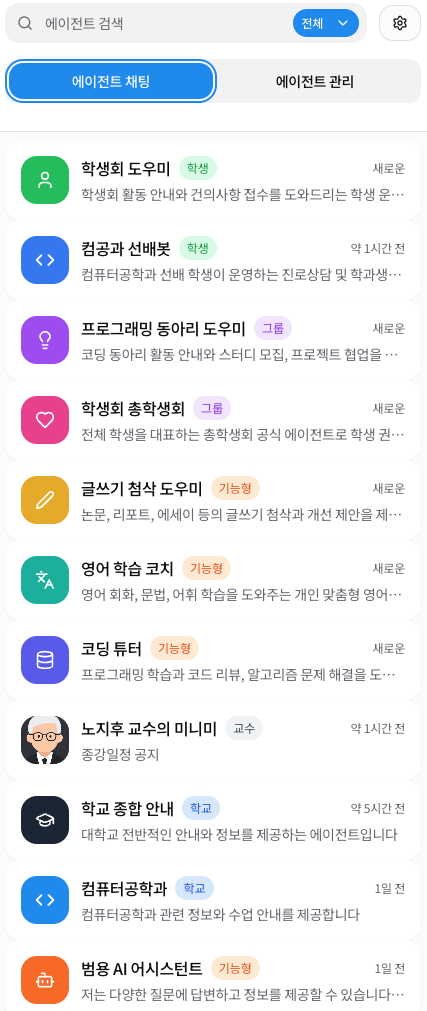 에이전트 검색
전체
에이전트 채팅
에이전트 관리
학생회 도우미 학생 새로운
학생회 활동 안내와 건의사항 접수를 도와드리는 학생 운…
컴공과 선배봇 학생 약 1시간 전
컴퓨터공학과 선배 학생이 운영하는 진로상담 및 학과생…
프로그래밍 동아리 도우미 그룹 새로운
코딩 동아리 활동 안내와 스터디 모집, 프로젝트 협업을 …
학생회 총학생회 그룹 새로운
전체 학생을 대표하는 총학생회 공식 에이전트로 학생 권…
글쓰기 첨삭 도우미 기능형 새로운
논문, 리포트, 에세이 등의 글쓰기 첨삭과 개선 제안을 제…
영어 학습 코치 기능형 새로운
영어 회화, 문법, 어휘 학습을 도와주는 개인 맞춤형 영어…
코딩 튜터 기능형 새로운
프로그래밍 학습과 코드 리뷰, 알고리즘 문제 해결을 도…
노지후 교수의 미니미 교수 약 1시간 전
종강일정 공지
학교 종합 안내 학교 약 5시간 전
대학교 전반적인 안내와 정보를 제공하는 에이전트입니다
컴퓨터공학과 학교 1일 전
컴퓨터공학과 관련 정보와 수업 안내를 제공합니다
범용 AI 어시스턴트 기능형 1일 전
저는 다양한 질문에 답변하고 정보를 제공할 수 있습니다…